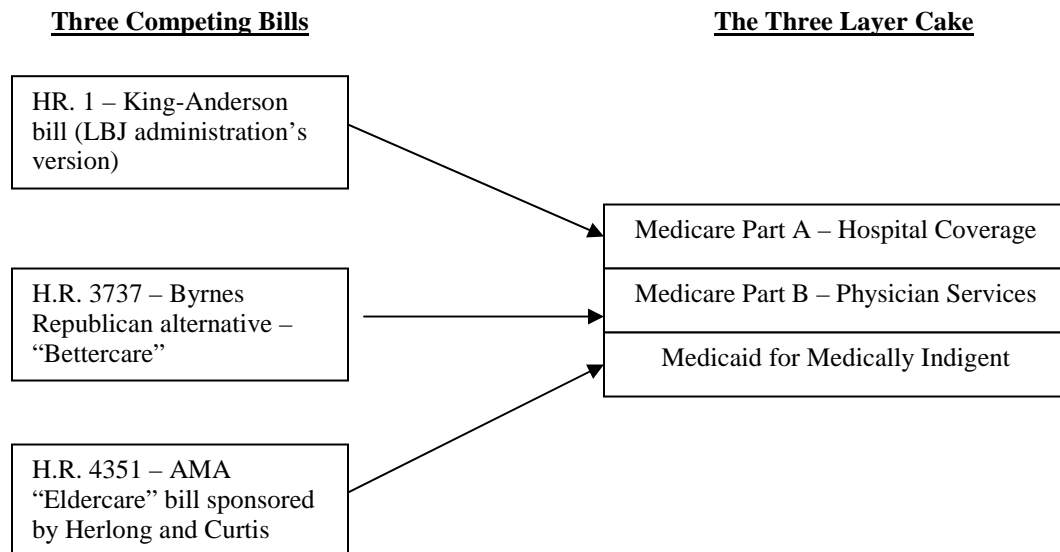 Three Competing Bills
HR. 1 – King-Anderson
bill (LBJ administration’s
version)
H.R. 3737 – Byrnes
Republican alternative –
“Bettercare”
H.R. 4351 – AMA
“Eldercare” bill sponsored
by Herlong and Curtis
The Three Layer Cake
Medicare Part A – Hospital Coverage
Medicare Part B – Physician Services
Medicaid for Medically Indigent